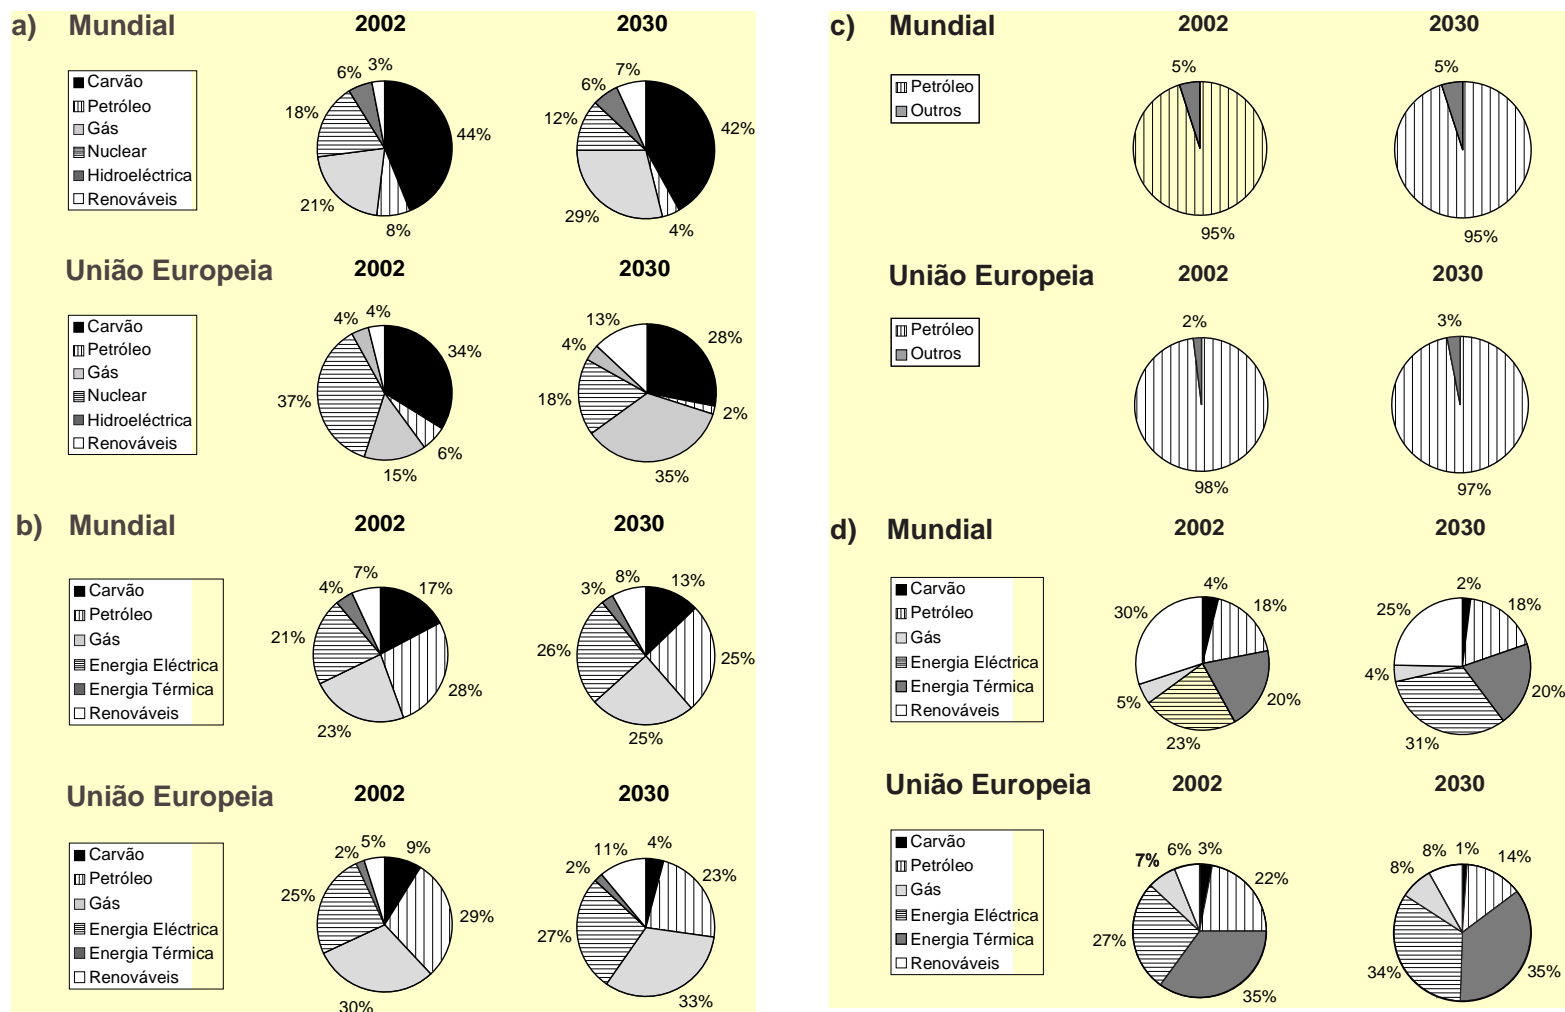 a) Mundial 2002 2030
Carvão
Petróleo
Gás
Nuclear
Hidroeléctrica
Renováveis
3%
6%
18%
44%
21%
8%
7%
6%
12%
42%
29%
4%
União Europeia 2002 2030
Carvão
Petróleo
Gás
Nuclear
Hidroeléctrica
Renováveis
4% 4%
34%
37%
6%
15%
13%
28%
4%
18%
2%
35%
b) Mundial 2002 2030
Carvão
Petróleo
Gás
Energia Eléctrica
Energia Térmica
Renováveis
7%
4%
17%
21%
28%
23%
8%
3%
13%
26%
25%
25%
União Europeia 2002 2030
Carvão
Petróleo
Gás
Energia Eléctrica
Energia Térmica
Renováveis
5%
2%
9%
25%
29%
30%
11%
4%
2%
23%
27%
33%
c) Mundial 2002 2030
Petróleo
Outros
5%
95%
5%
95%
União Europeia 2002 2030
Petróleo
Outros
2%
98%
3%
97%
d) Mundial 2002 2030
Carvão
Petróleo
Gás
Energia Eléctrica
Energia Térmica
Renováveis
4%
30%
18%
5%
20%
23%
2%
25%
18%
4%
20%
31%
União Europeia 2002 2030
Carvão
Petróleo
Gás
Energia Eléctrica
Energia Térmica
Renováveis
7% 6% 3%
22%
27%
35%
8% 1%
8%
14%
34%
35%